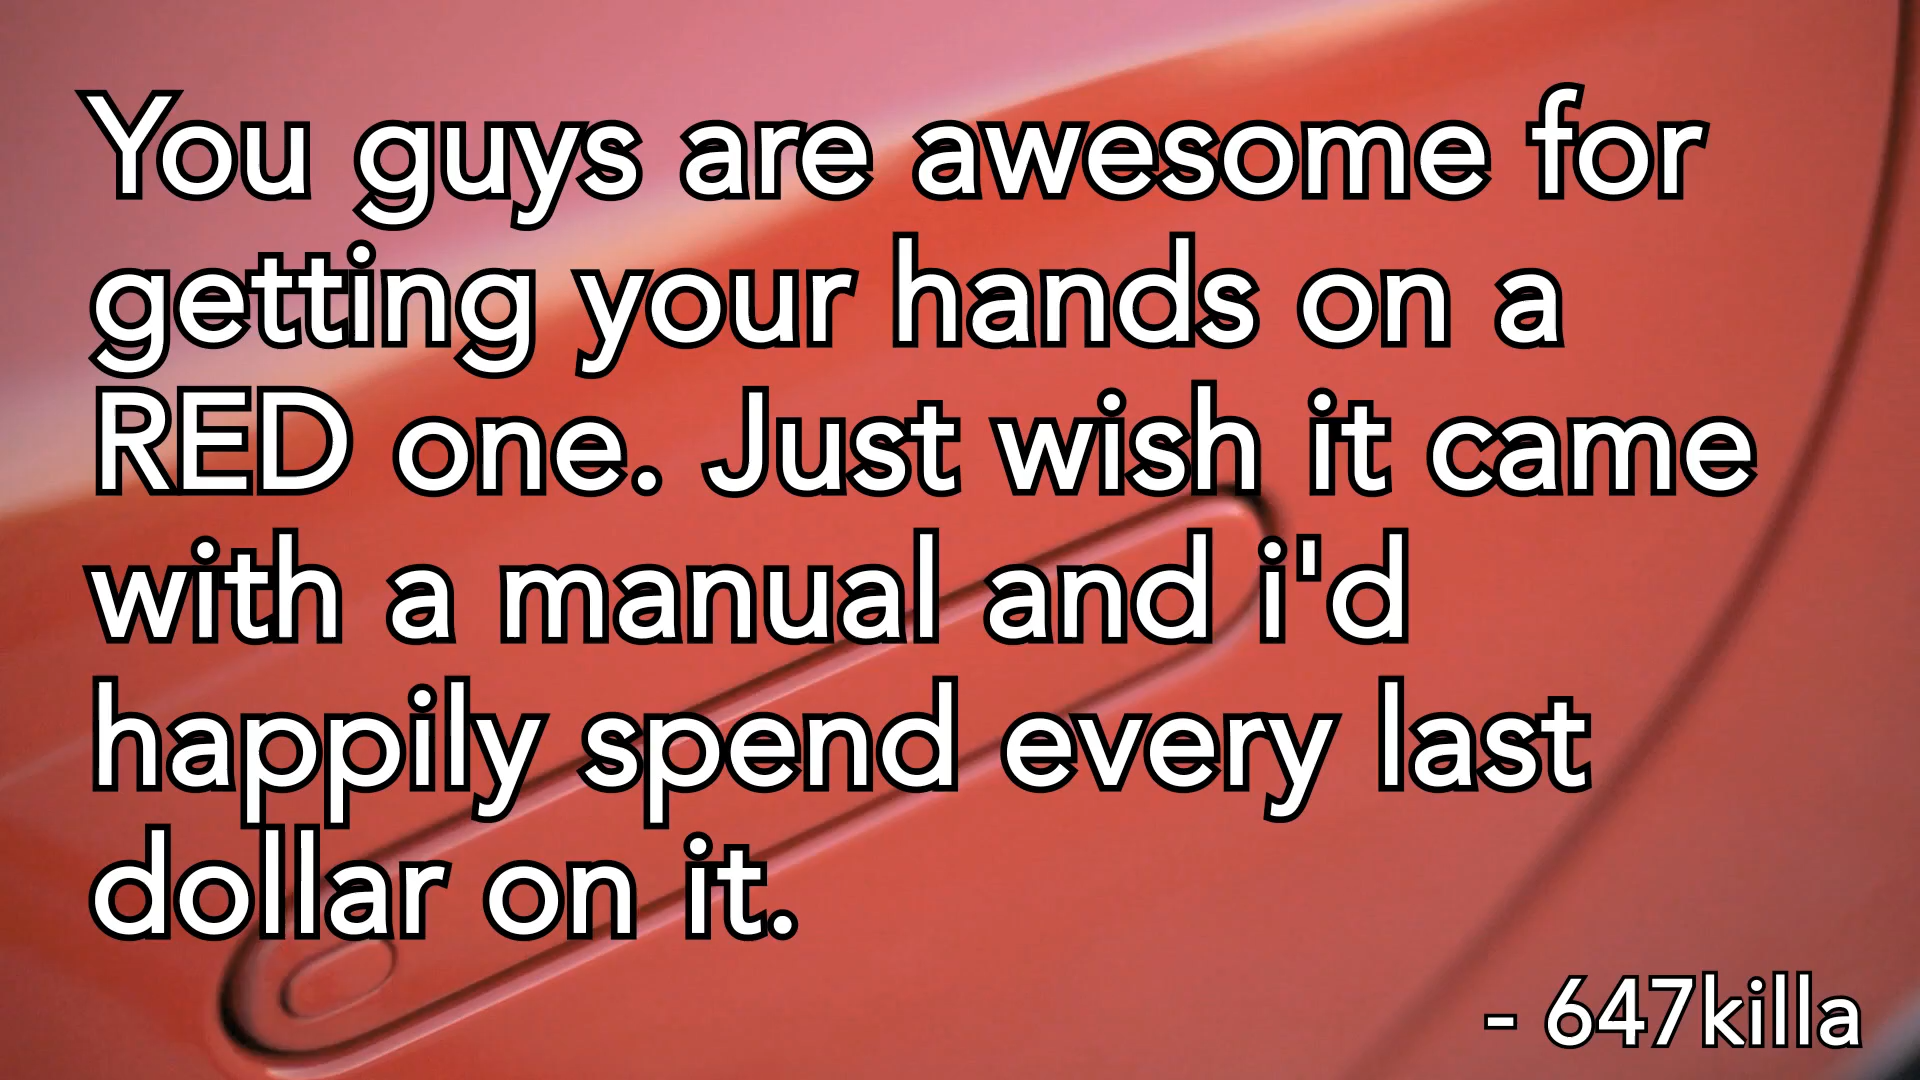 You guys are awesome for
getting your hands on a
RED one. Just wish it came
with a manual and i'd
happily spend every last
dollar on it.
- 647killa